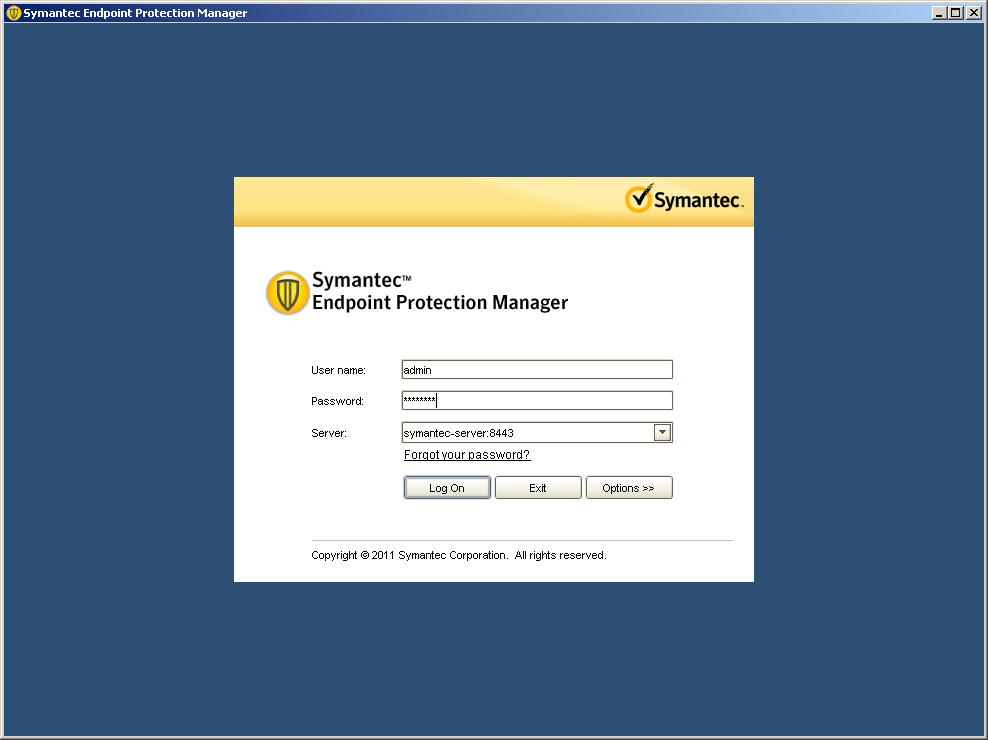 Symantec Endpoint Protection Manager
Symantec™
Symantec™
Endpoint Protection Manager
User name: admin
Password: ********
Server: symantec-server:8443
Forgot your password?
Log On Exit Options >>
Copyright © 2011 Symantec Corporation. All rights reserved.